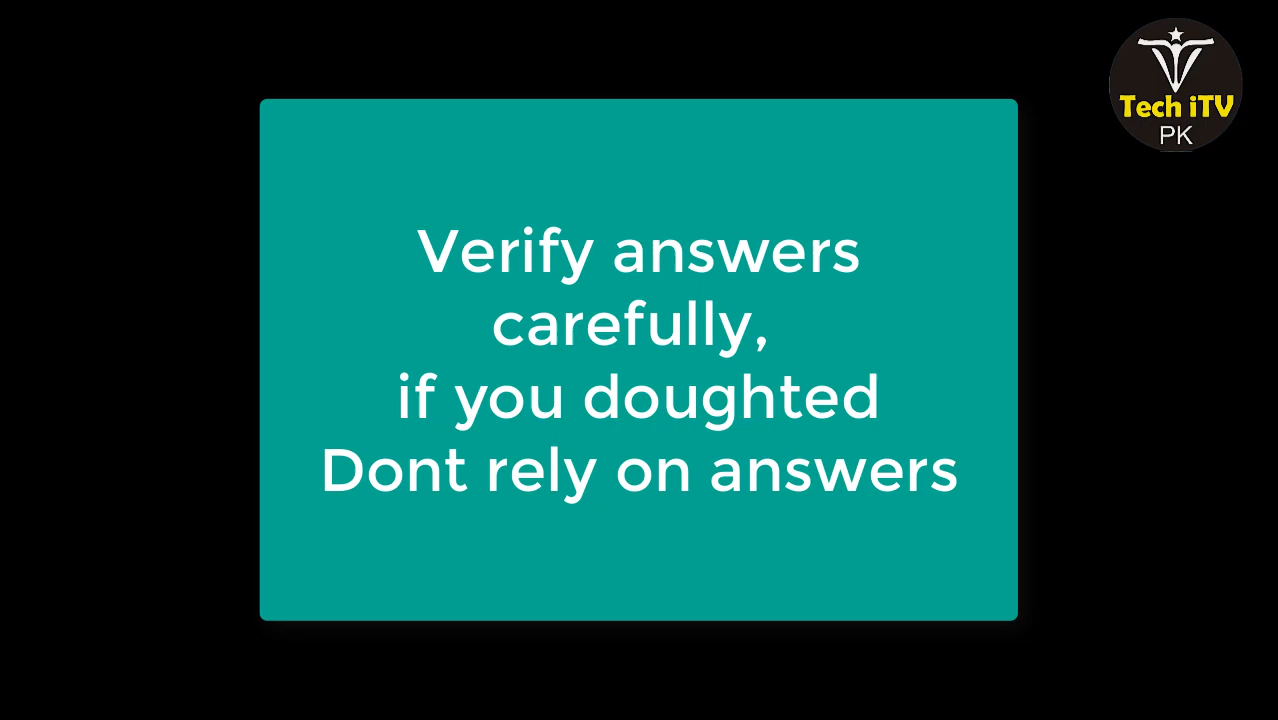 Tech iTV
PK
Verify answers
carefully,
if you doughted
Dont rely on answers